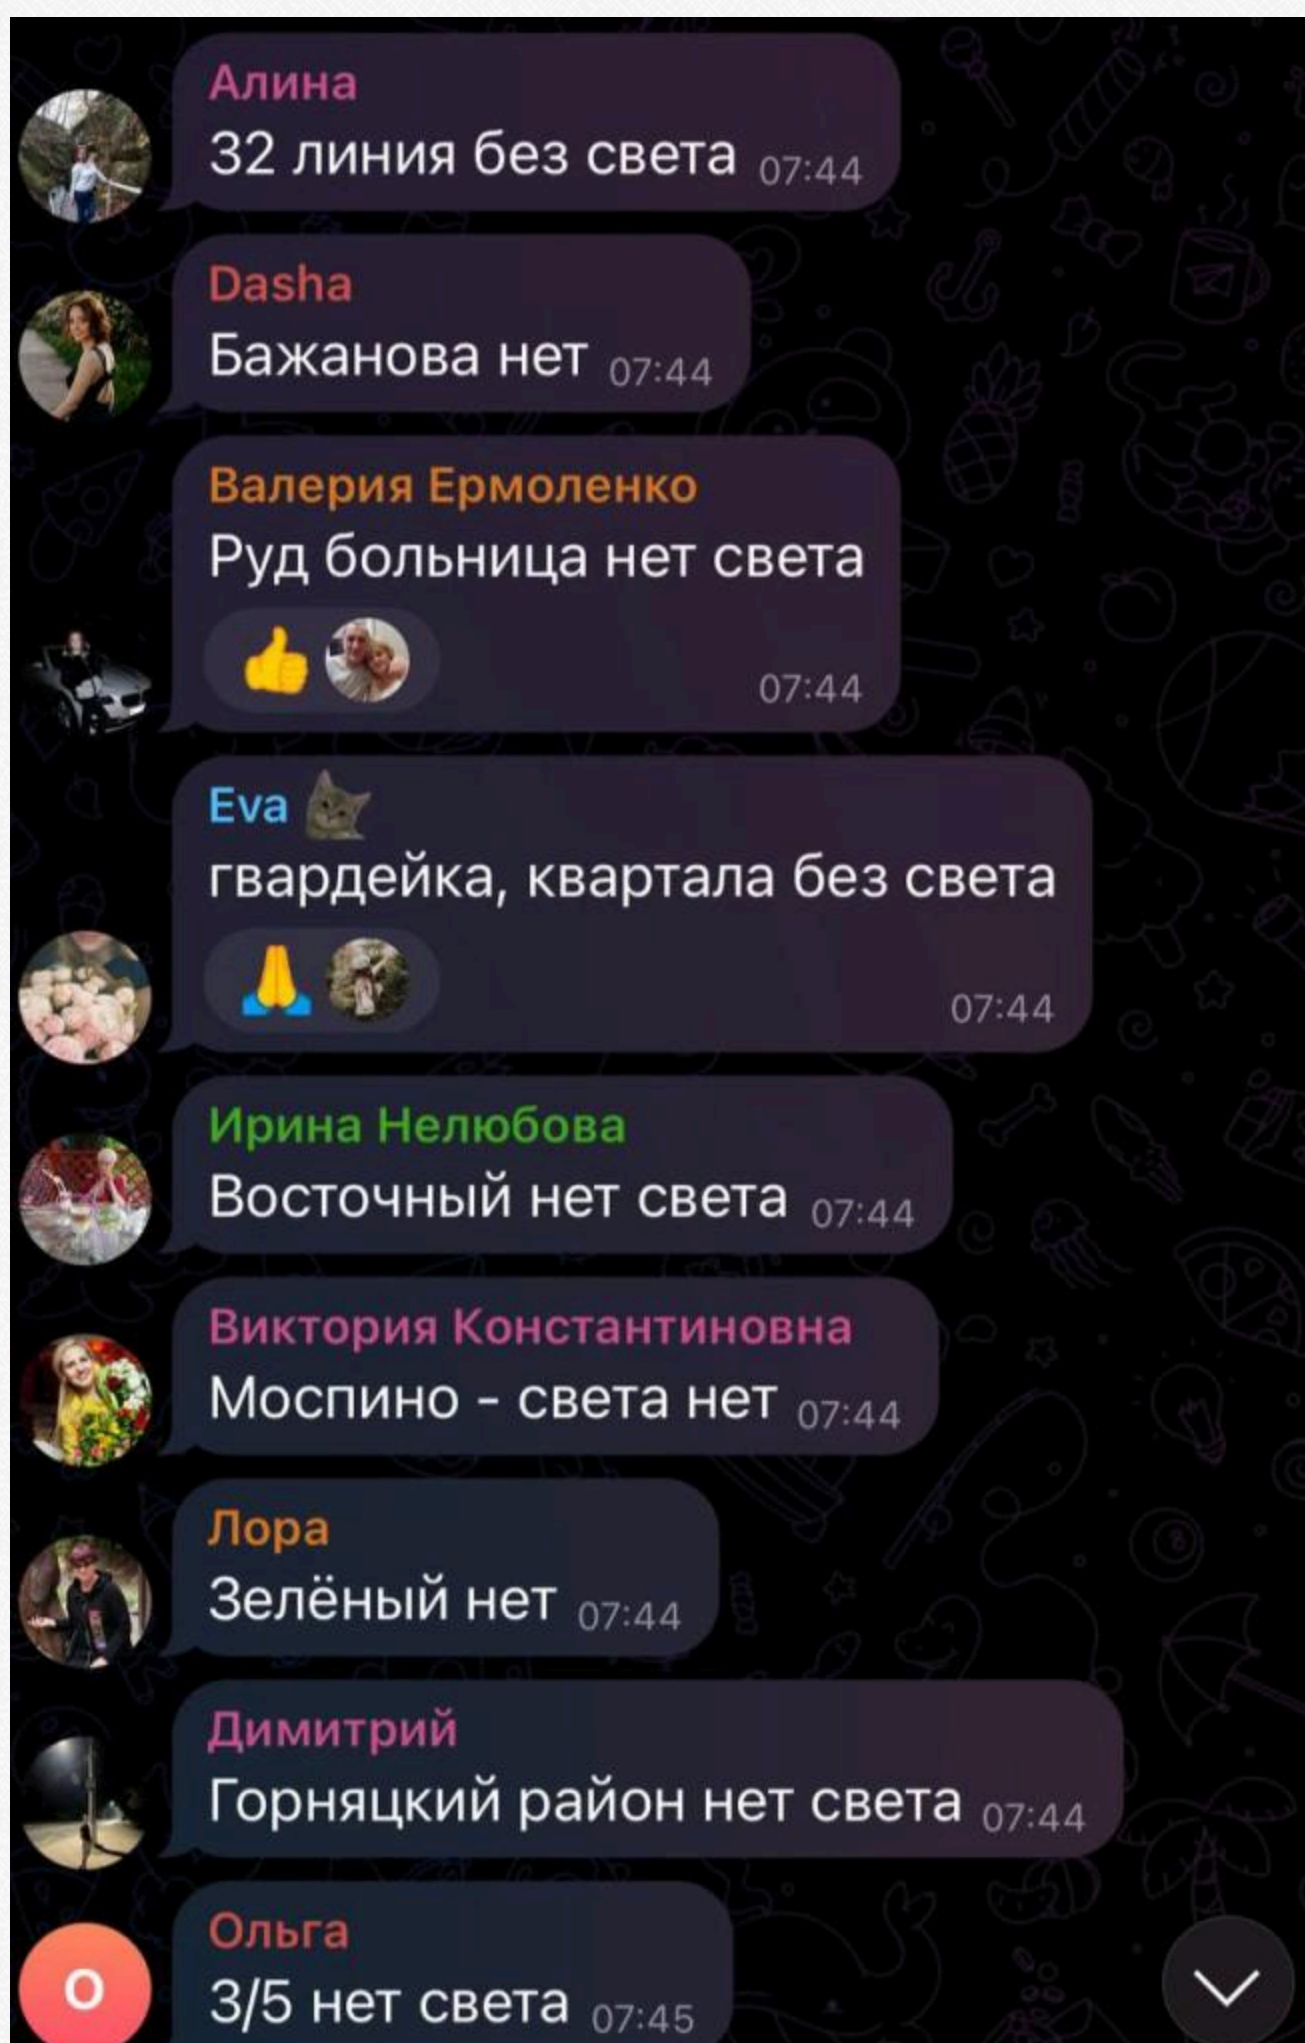 Алина
32 линия без света 07:44
Dasha
Бажанова нет 07:44
Валерия Ермоленко
Руд больница нет света
07:44
Eva
гвардейка, квартала без света
07:44
Ирина Нелюбова
Восточный нет света 07:44
Виктория Константиновна
Моспино - света нет 07:44
Лора
Зелёный нет 07:44
Димитрий
Горняцкий район нет света 07:44
Ольга
О
3/5 нет света 07:45